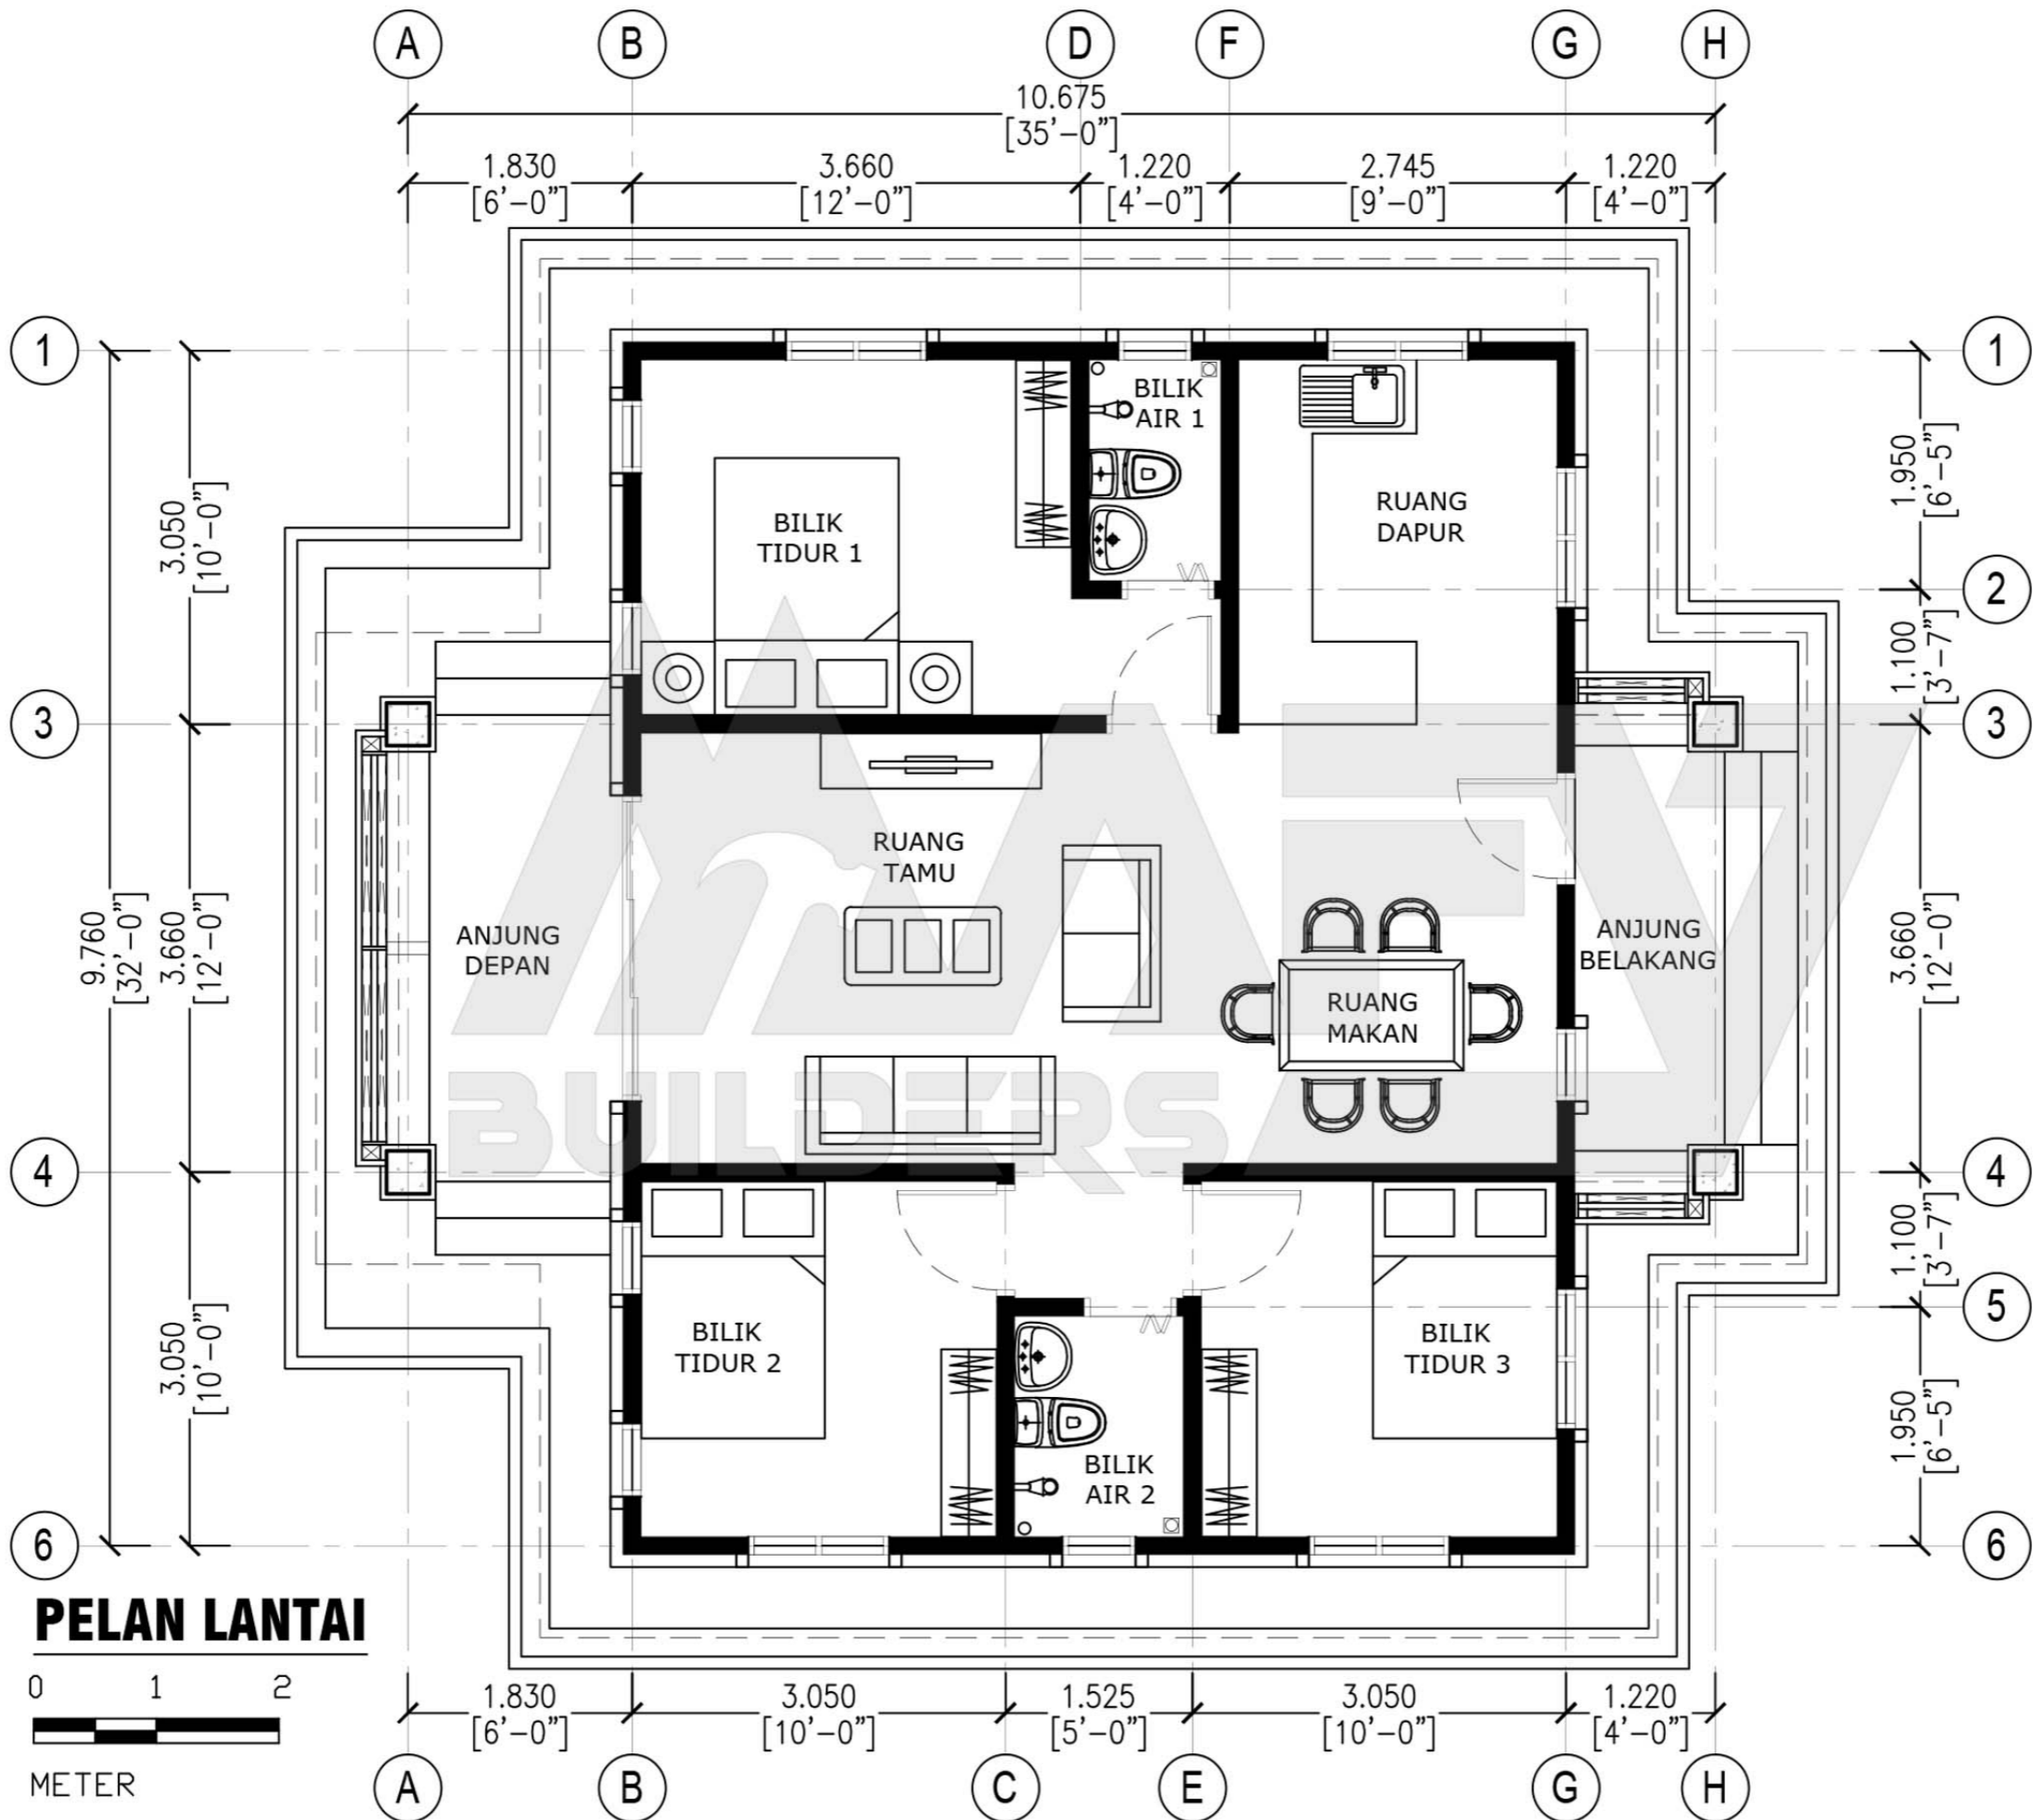 A
B
D
F
G
H
10.675
[35'-0"]
1.830
[6'-0"]
3.660
[12'-0"]
1.220
[4'-0"]
2.745
[9'-0"]
1.220
[4'-0"]
1
1
2
3
3
4
4
5
6
6
9.760
[32'-0"]
3.050
[10'-0"]
3.660
[12'-0"]
3.050
[10'-0"]
1.950
[6'-5"]
1.100
[3'-7"]
3.660
[12'-0"]
1.100
[3'-7"]
1.950
[6'-5"]
BILIK
TIDUR 1
BILIK
AIR 1
RUANG
DAPUR
RUANG
TAMU
ANJUNG
DEPAN
RUANG
MAKAN
ANJUNG
BELAKANG
BUILDERS
BILIK
TIDUR 2
BILIK
AIR 2
BILIK
TIDUR 3
PELAN LANTAI
0 1 2
METER
1.830
[6'-0"]
3.050
[10'-0"]
1.525
[5'-0"]
3.050
[10'-0"]
1.220
[4'-0"]
A
B
C
E
G
H